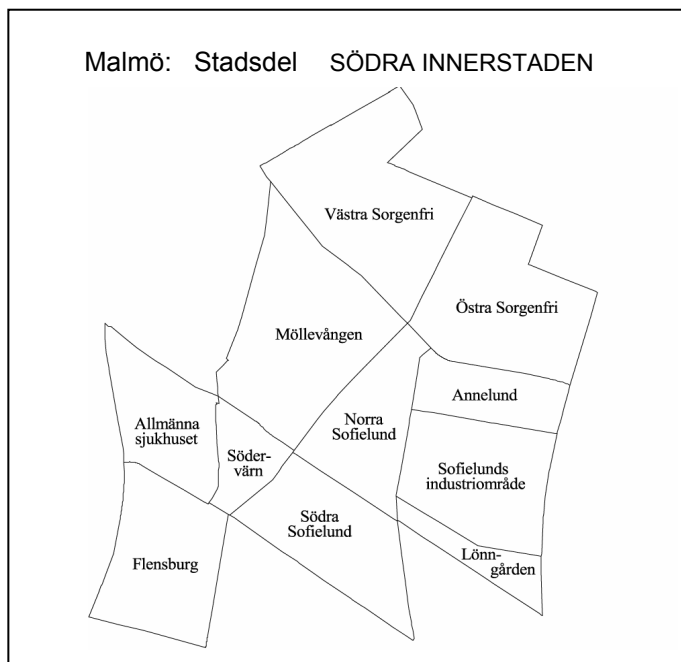 Malmö: Stadsdel SÖDRA INNERSTADEN
Västra Sorgenfri
Östra Sorgenfri
Möllevången
Annelund
Allmänna
sjukhuset
Norra
Sofielund
Söder-
värn
Sofielunds
industriområde
Södra
Sofielund
Lönn-
gården
Flensburg